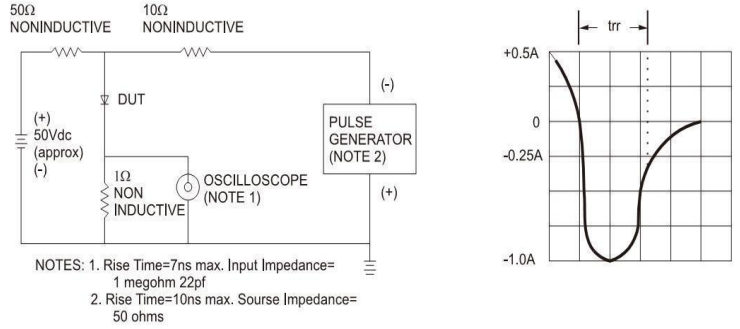 50Ω
NONINDUCTIVE
10Ω
NONINDUCTIVE
DUT
(+)
50Vdc
(approx)
(-)
1Ω
NON
INDUCTIVE
OSCILLOSCOPE
(NOTE 1)
(-)
PULSE
GENERATOR
(NOTE 2)
(+)
NOTES: 1. Rise Time=7ns max. Input Impedance=
1 megohm 22pf
2. Rise Time=10ns max. Sourse Impedance=
50 ohms
trr
+0.5A
0
-0.25A
-1.0A